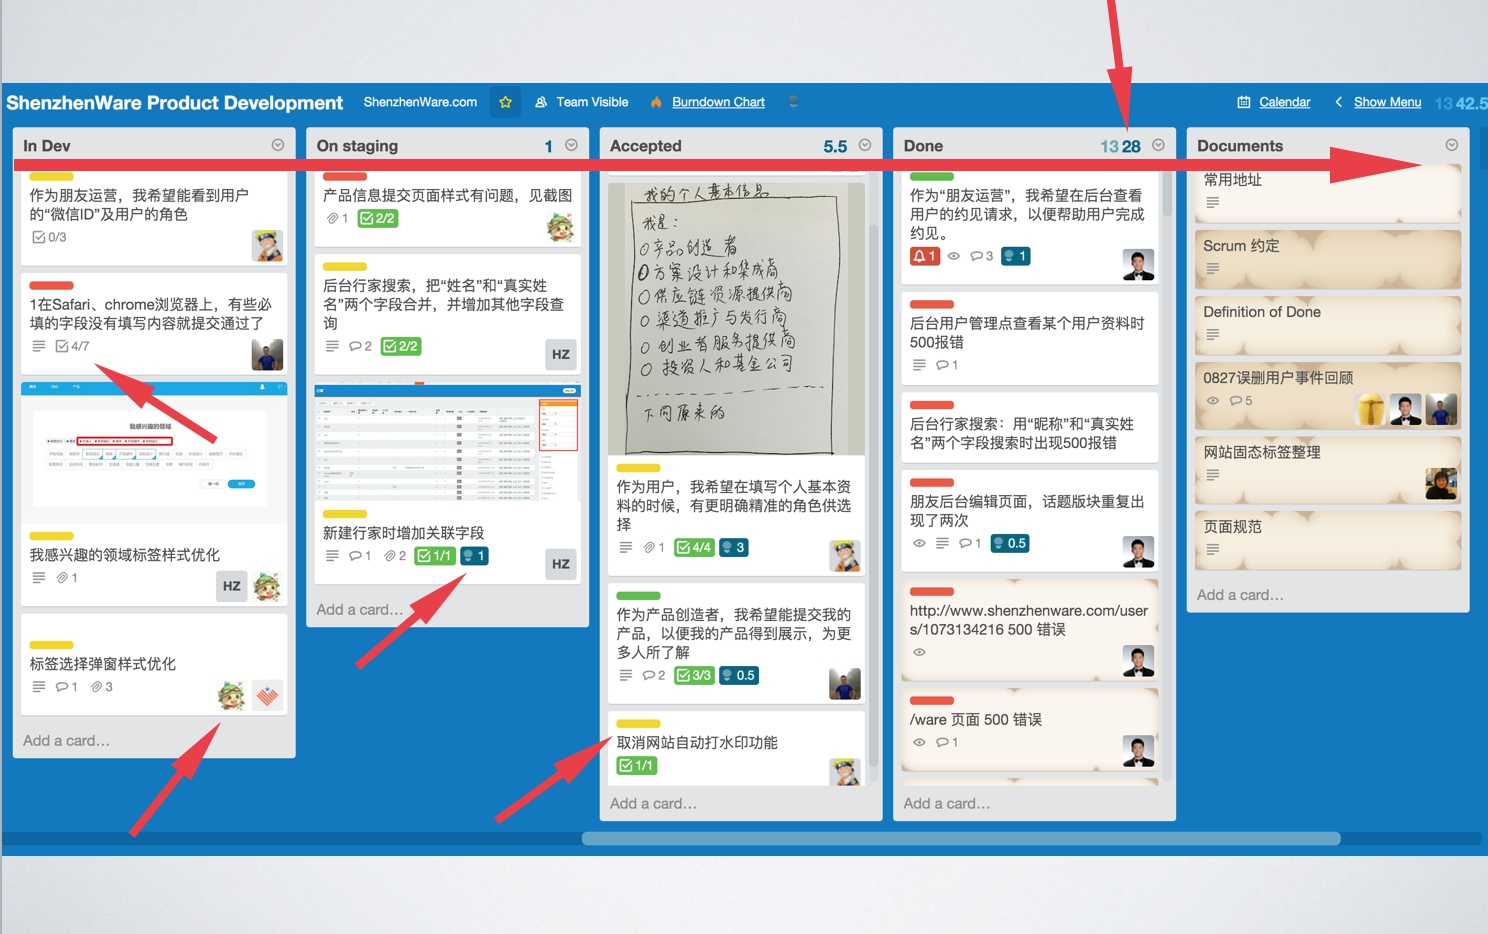 ShenzhenWare Product Development
ShenzhenWare.com
Team Visible
Burndown Chart
Calendar
Show Menu
13 42.5
In Dev
作为朋友运营，我希望能看到用户
的“微信ID”及用户的角色
0/3
1在Safari、chrome浏览器上，有些必
填的字段没有填写内容就提交通过了
4/7
我感兴趣的领域
我感兴趣的领域标签样式优化
1
HZ
标签选择弹窗样式优化
1
3
Add a card…
On staging
1
产品信息提交页面样式有问题，见截图
1
2/2
后台行家搜索，把“姓名”和“真实姓
名”两个字段合并，并增加其他字段查
询
2
2/2
HZ
新建行家时增加关联字段
1
2
1/1
1
HZ
Add a card…
Accepted
5.5
我的个人基本信息
我是：
产品创造者
方案设计和集成商
供应链资源提供商
渠道推广与发行商
创业者服务提供商
投资人和基金公司
下同原来的
作为用户，我希望在填写个人基本资
料的时候，有更明确精准的角色供选
择
1
4/4
3
作为产品创造者，我希望能提交我的
产品，以便我的产品得到展示，为更
多人所了解
2
3/3
0.5
取消网站自动打水印功能
1/1
Add a card…
Done
13 28
作为“朋友运营”，我希望在后台查看
用户的约见请求，以便帮助用户完成
约见。
1
3
1
后台用户管理点查看某个用户资料时
500报错
1
后台行家搜索：用“昵称”和“真实姓
名”两个字段搜索时出现500报错
朋友后台编辑页面，话题版块重复出
现了两次
1
0.5
http://www.shenzhenware.com/user
s/1073134216 500 错误
/ware 页面 500 错误
1
Add a card…
Documents
常用地址
Scrum 约定
Definition of Done
0827误删用户事件回顾
5
网站固态标签整理
页面规范
Add a card…